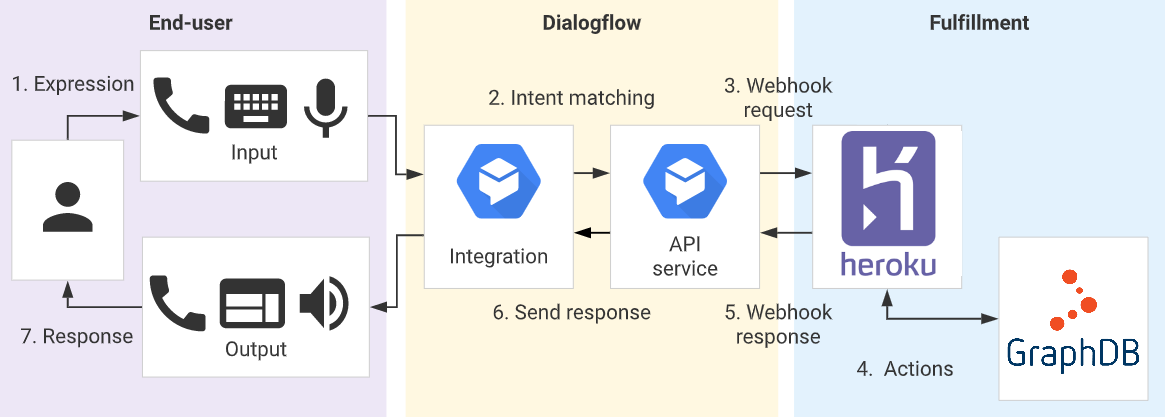 End-user
Dialogflow
Fulfillment
1. Expression
Input
2. Intent matching
3. Webhook
request
Integration
API
service
heroku
7. Response
Output
6. Send response
5. Webhook
response
4. Actions
GraphDB